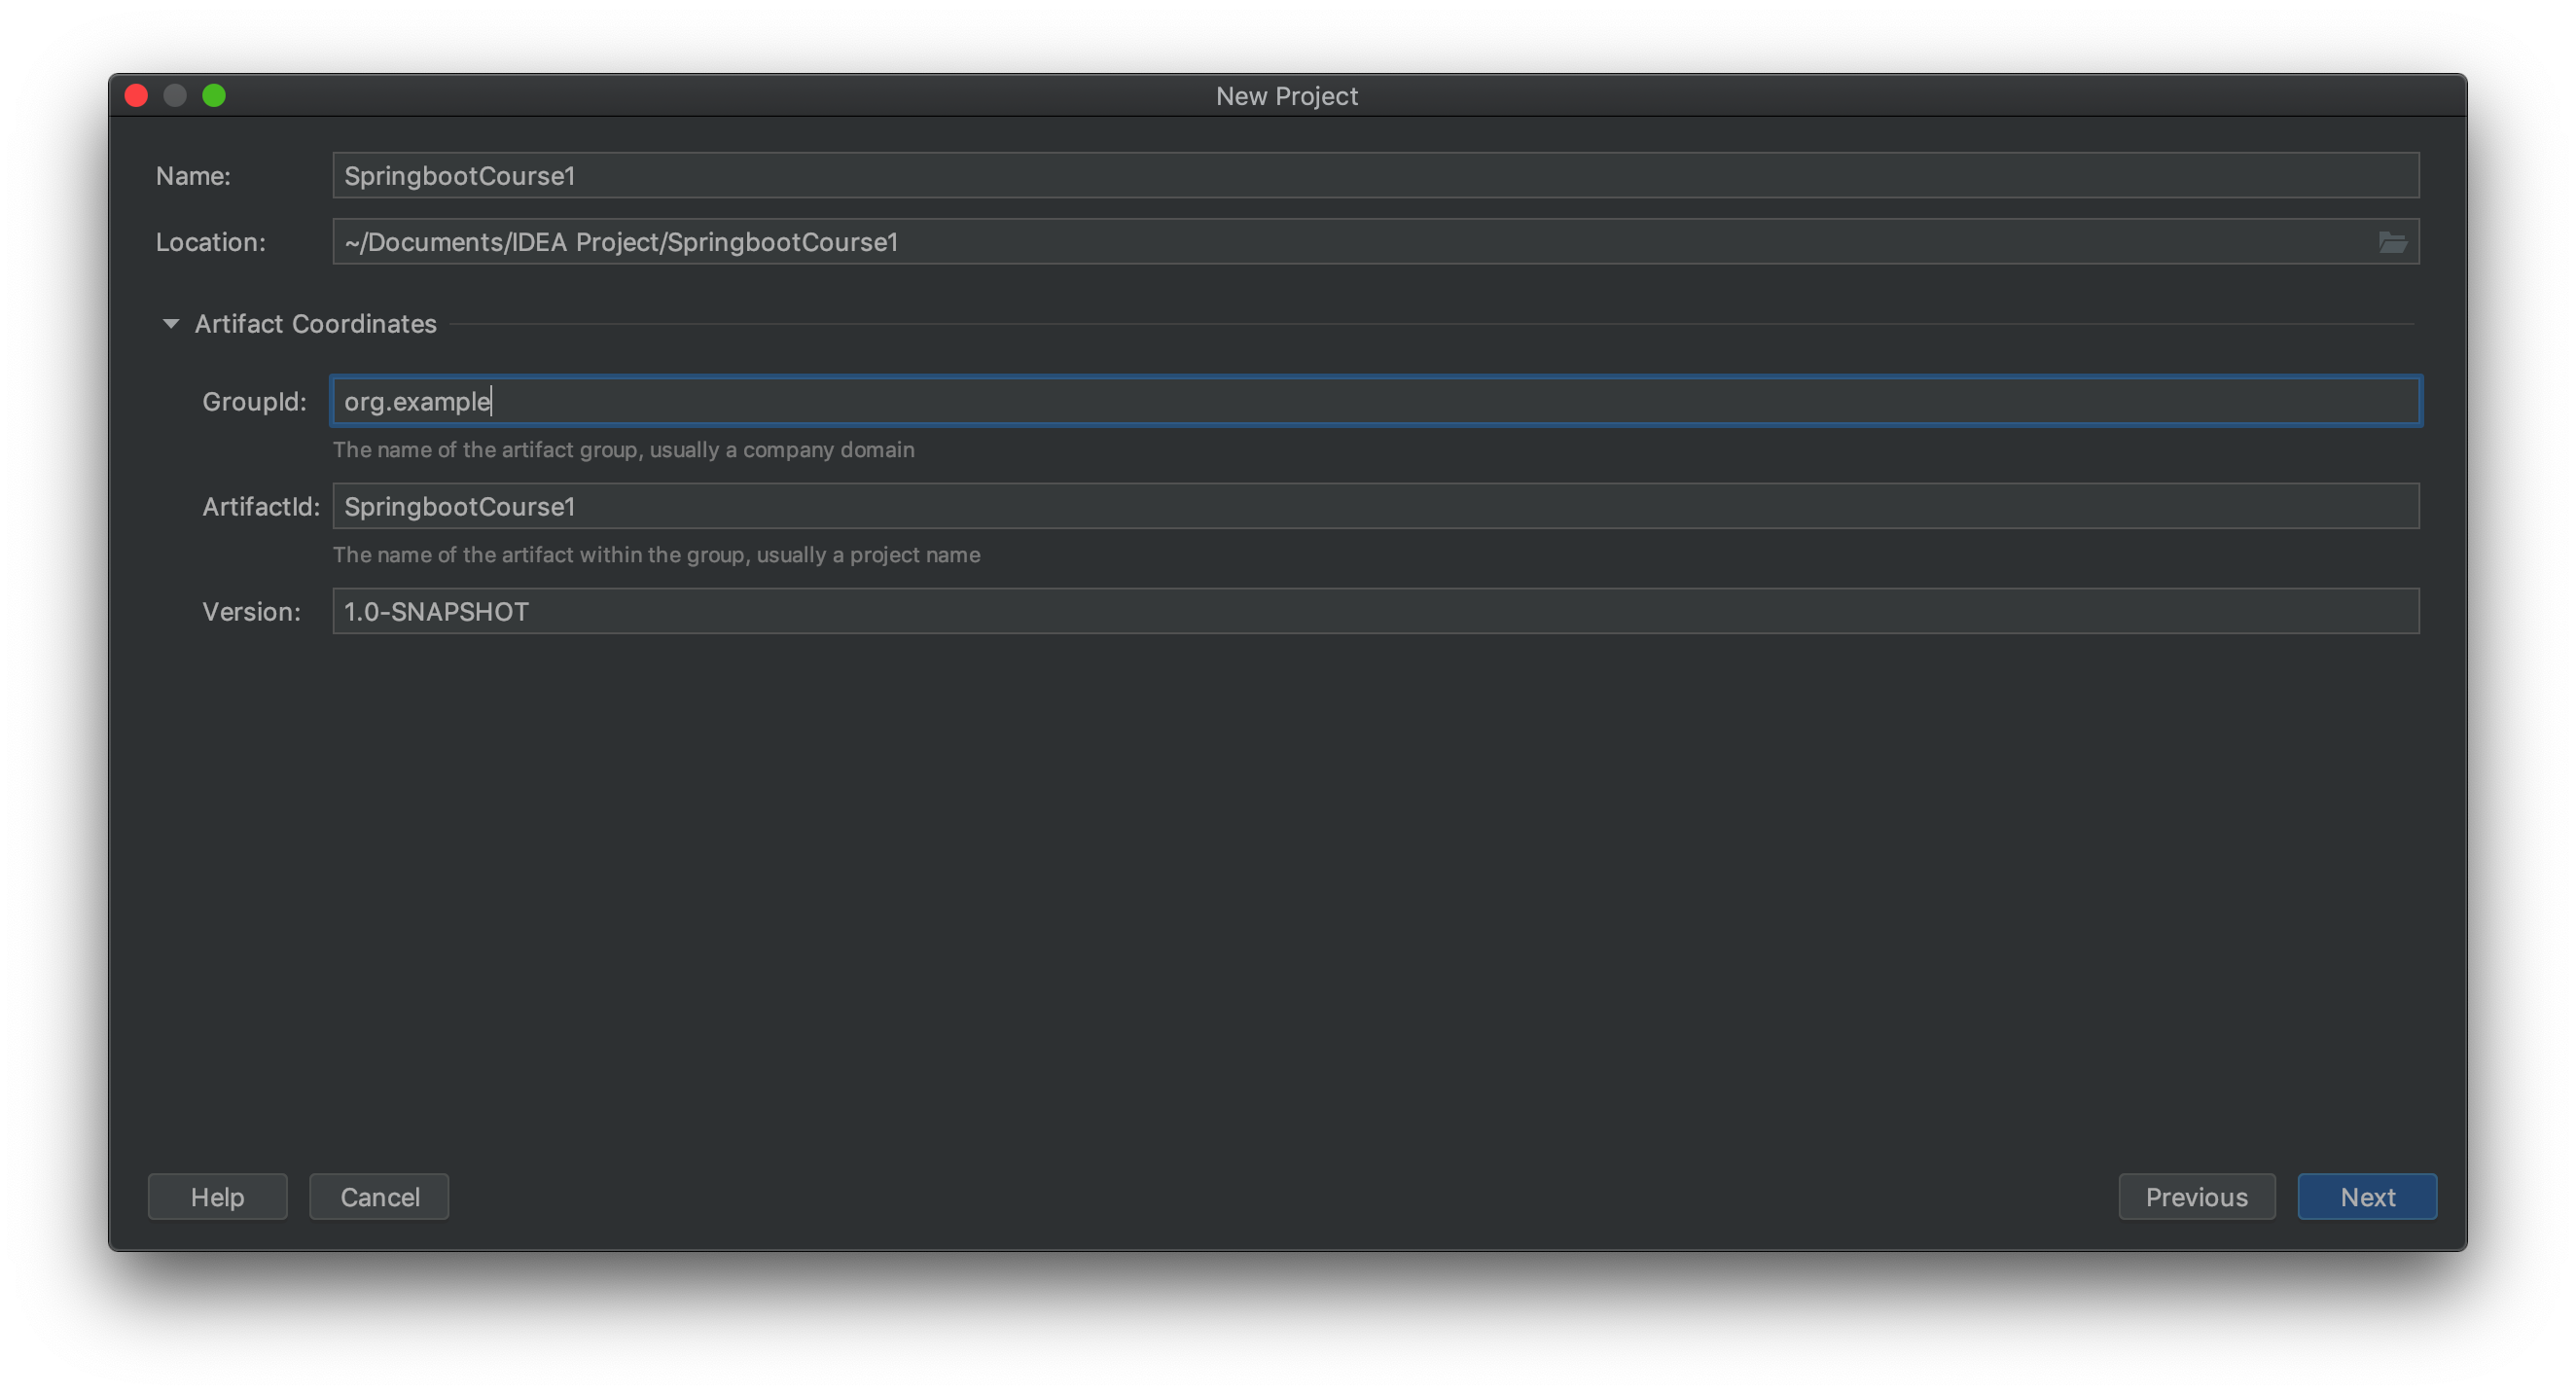 New Project
Name: SpringbootCourse1
Location: ~/Documents/IDEA Project/SpringbootCourse1
Artifact Coordinates
GroupId: org.example
The name of the artifact group, usually a company domain
ArtifactId: SpringbootCourse1
The name of the artifact within the group, usually a project name
Version: 1.0-SNAPSHOT
Help Cancel Previous Next